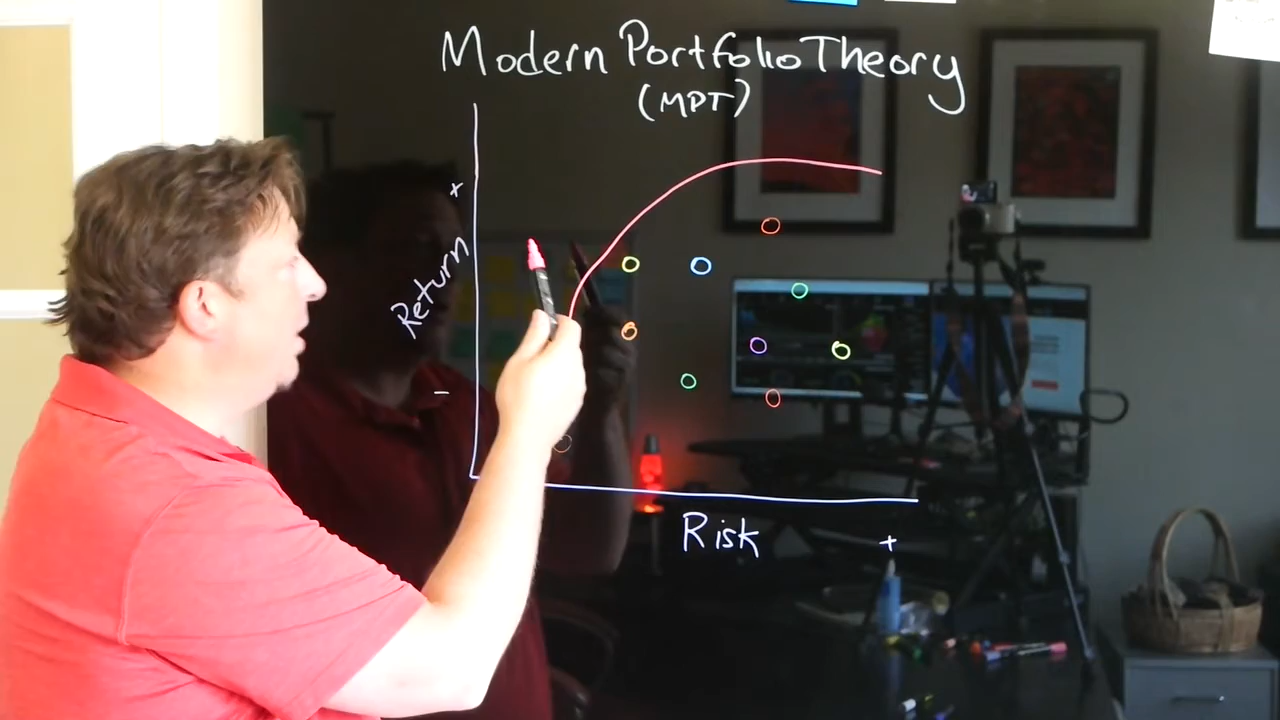 Modern Portfolio Theory
(MPT)
+
Return
-
Risk
+